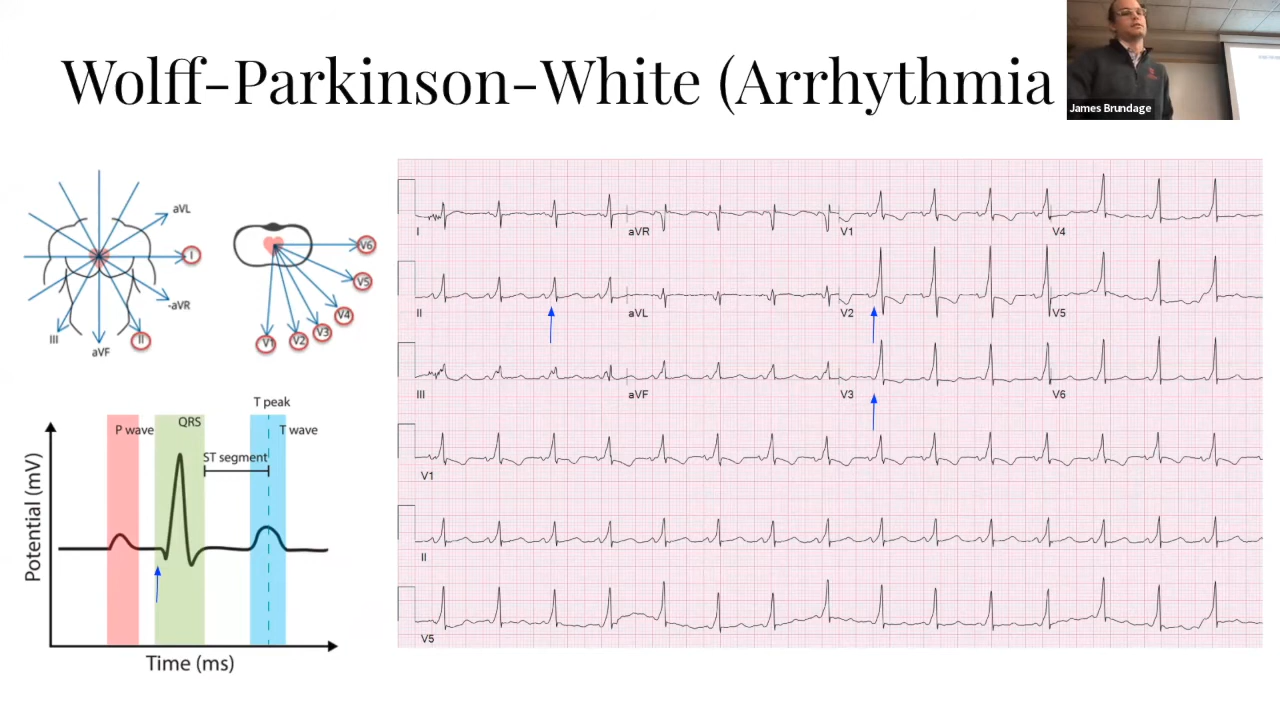 Wolff-Parkinson-White (Arrhythmia
James Brundage
aVL
I
-aVR
II
aVF
III
V6
V5
V4
V3
V2
V1
I
aVR
V1
V4
II
aVL
V2
V5
III
aVF
V3
V6
V1
II
V5
T peak
P wave
QRS
T wave
ST segment
Potential (mV)
Time (ms)